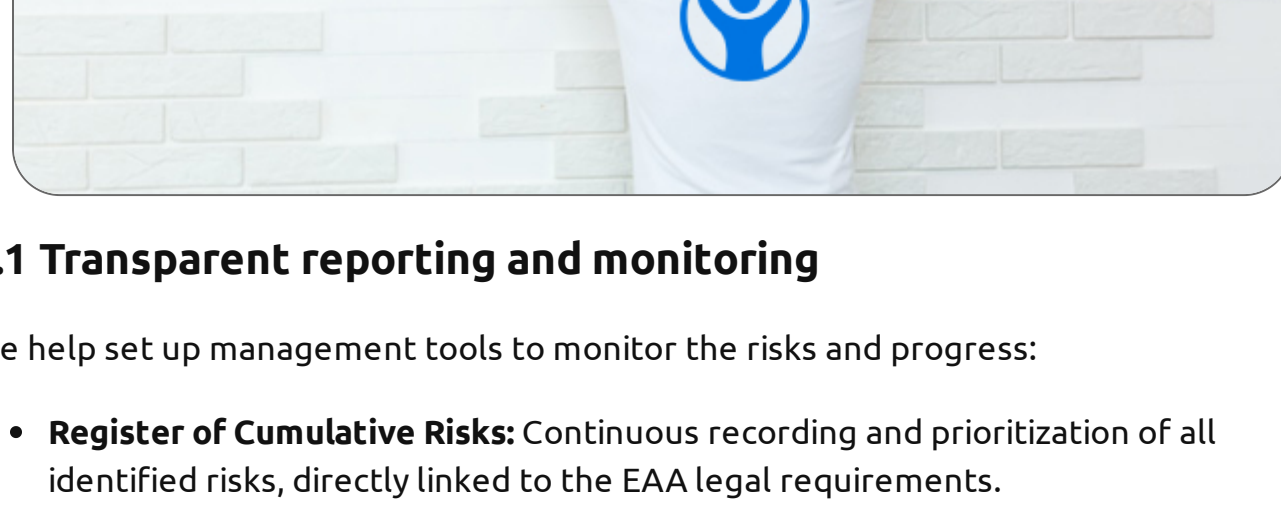 .1 Transparent reporting and monitoring
e help set up management tools to monitor the risks and progress:
Register of Cumulative Risks: Continuous recording and prioritization of all
identified risks, directly linked to the EAA legal requirements.